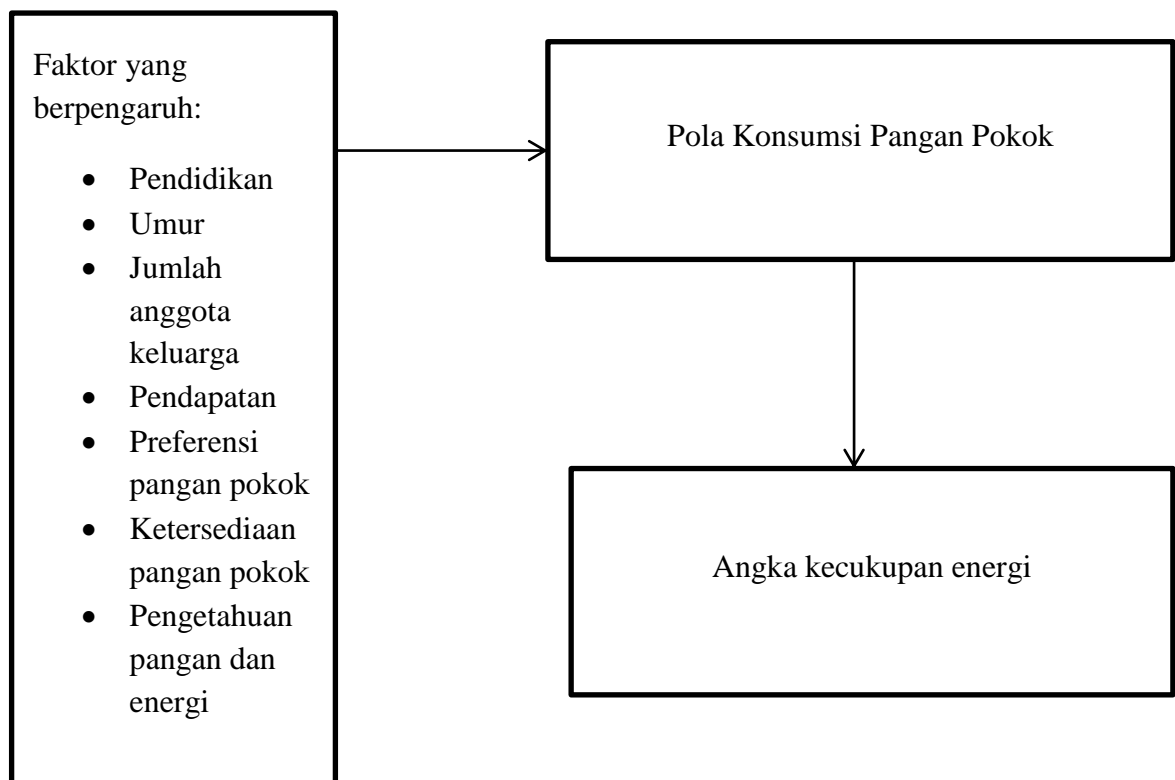 Faktor yang
berpengaruh:
• Pendidikan
• Umur
• Jumlah
anggota
keluarga
• Pendapatan
• Preferensi
pangan pokok
• Ketersediaan
pangan pokok
• Pengetahuan
pangan dan
energi
Pola Konsumsi Pangan Pokok
Angka kecukupan energi